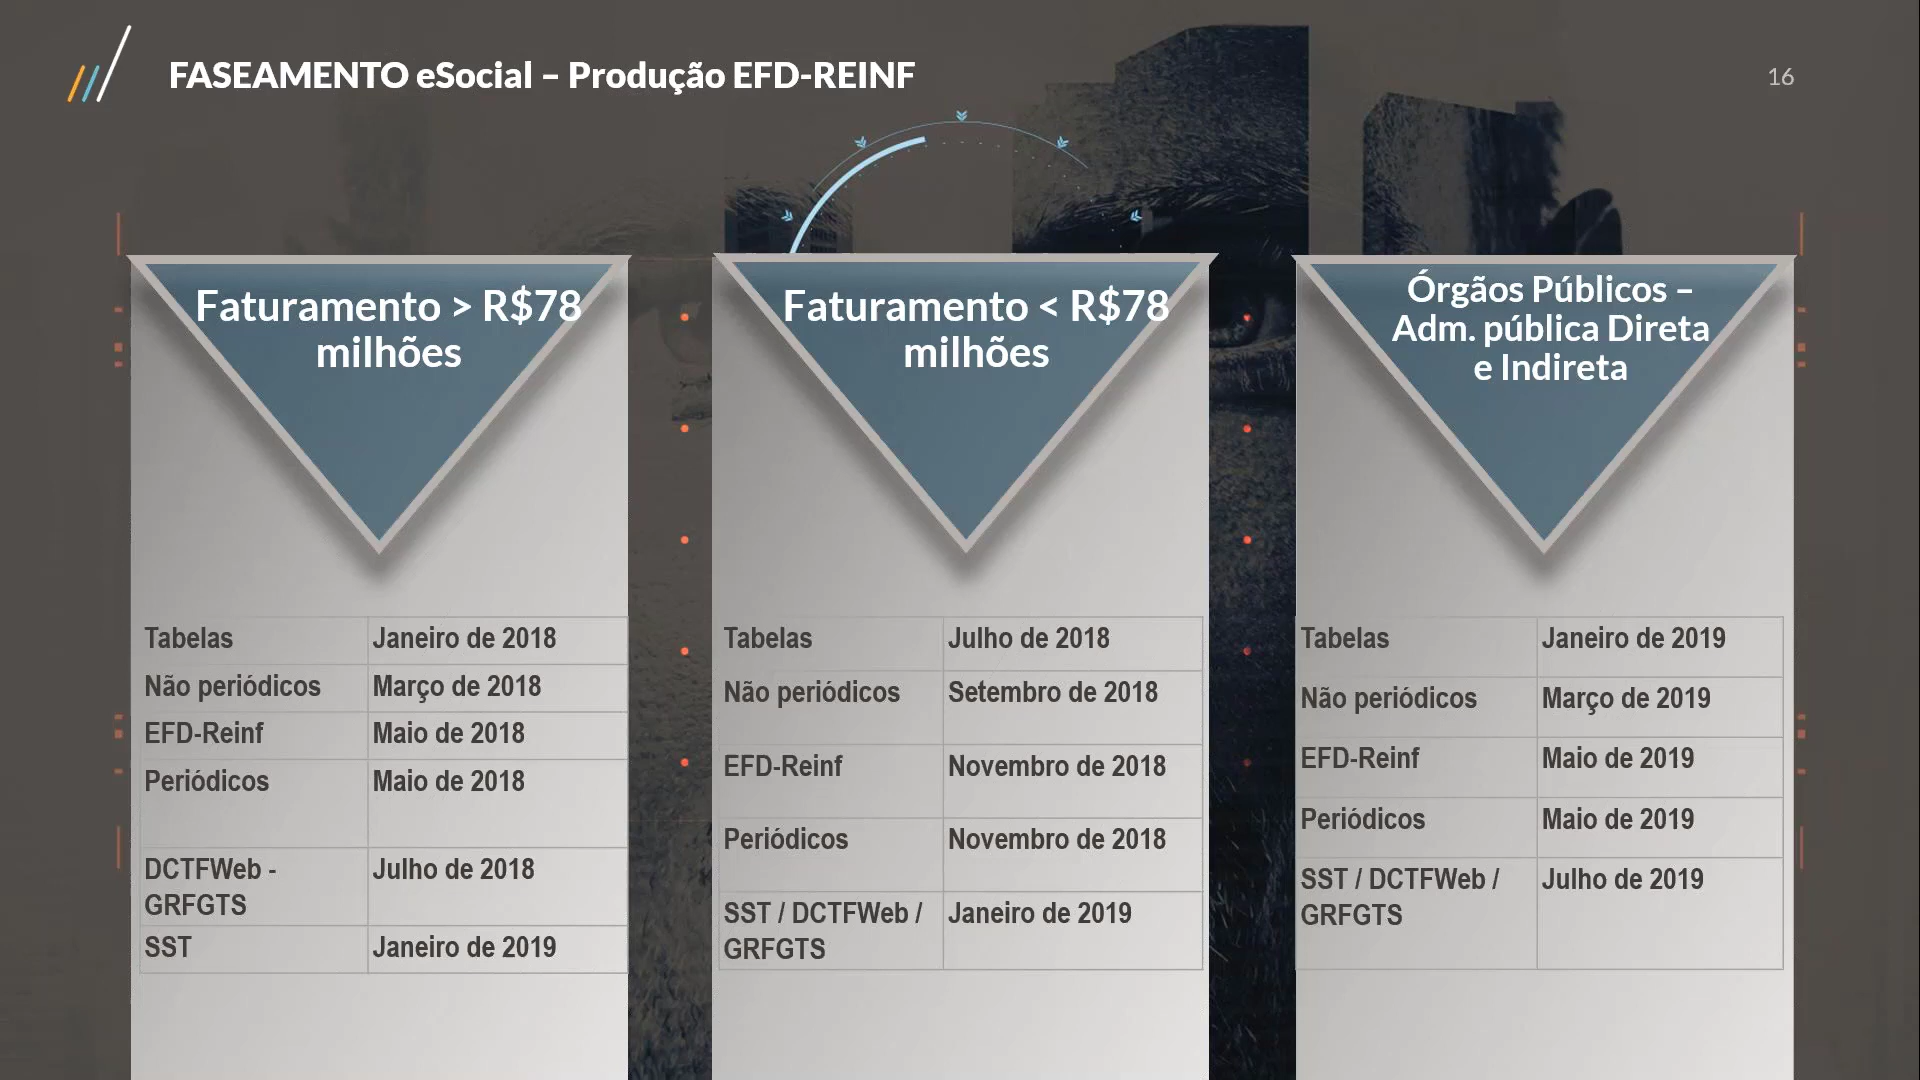 FASEAMENTO eSocial – Produção EFD-REINF
16
Faturamento > R$78
milhões
Tabelas Janeiro de 2018
Não periódicos Março de 2018
EFD-Reinf Maio de 2018
Periódicos Maio de 2018
DCTFWeb - Julho de 2018
GRFGTS
SST Janeiro de 2019
Faturamento < R$78
milhões
Tabelas Julho de 2018
Não periódicos Setembro de 2018
EFD-Reinf Novembro de 2018
Periódicos Novembro de 2018
SST / DCTFWeb / Janeiro de 2019
GRFGTS
Órgãos Públicos –
Adm. pública Direta
e Indireta
Tabelas Janeiro de 2019
Não periódicos Março de 2019
EFD-Reinf Maio de 2019
Periódicos Maio de 2019
SST / DCTFWeb / Julho de 2019
GRFGTS